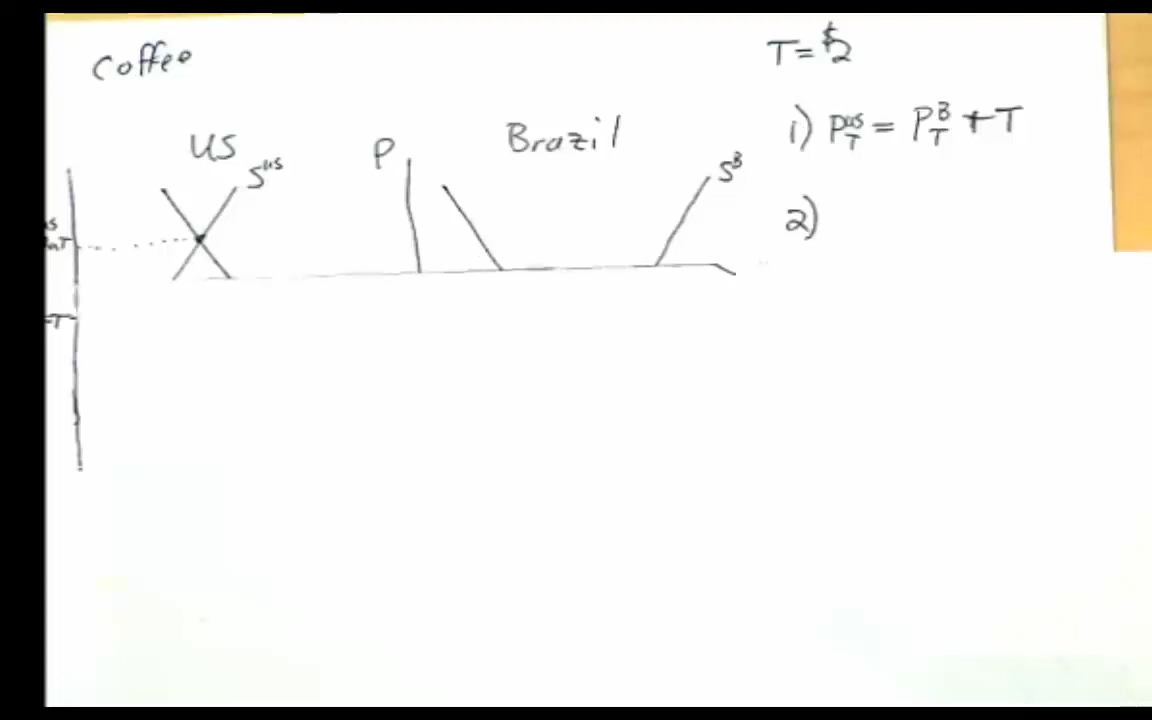 Coffee
T = $2
US
S^us
P
Brazil
S^B
1) P_T^us = P_T^B + T
2)
-T